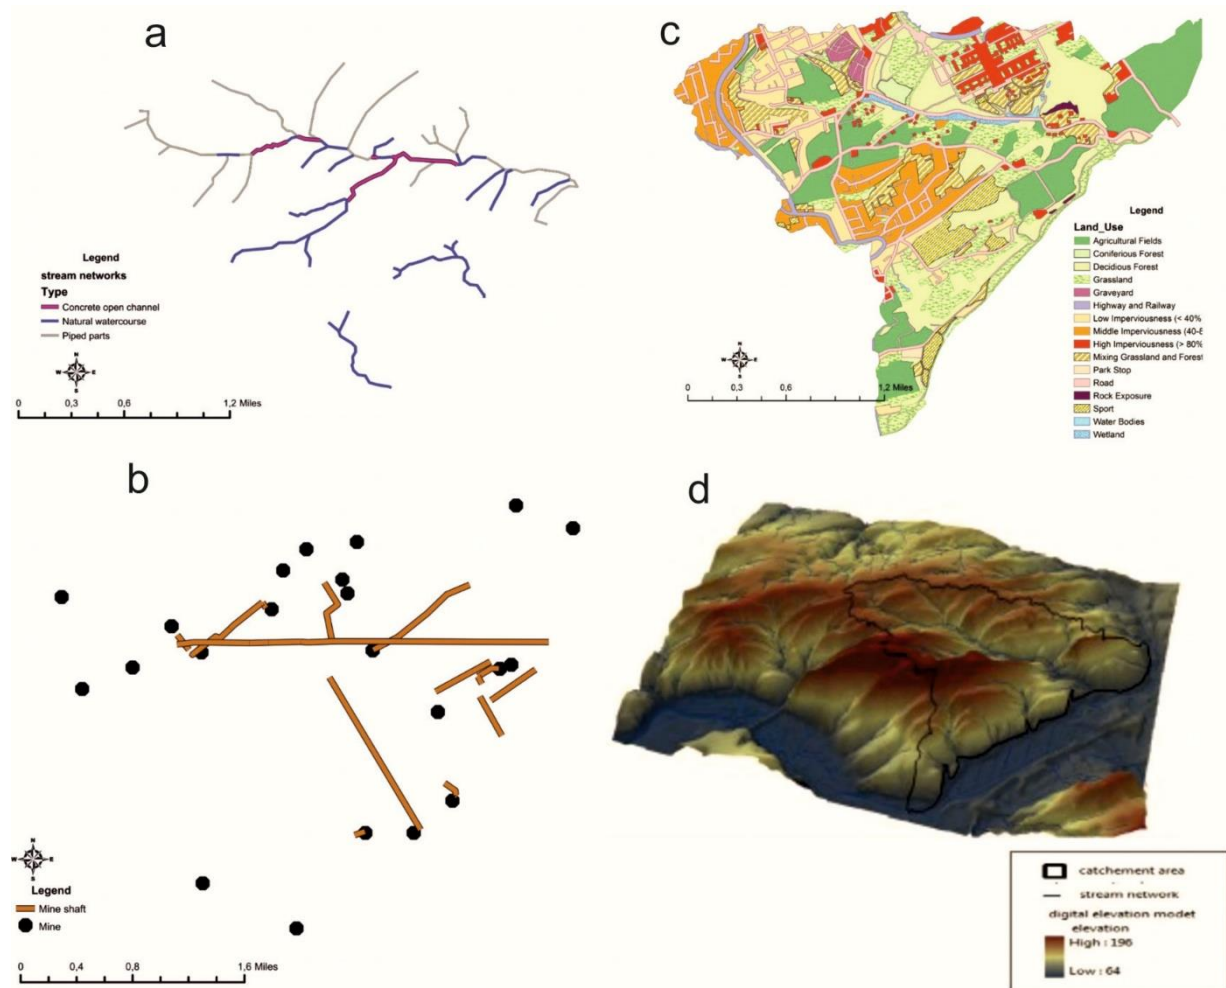 a
Legend
stream networks
Type
Concrete open channel
Natural watercourse
Piped parts
N
W E
S
0 0,3 0,6 1,2 Miles
c
Legend
Land_Use
Agricultural Fields
Coniferious Forest
Decidious Forest
Grassland
Graveyard
Highway and Railway
Low Imperviousness (< 40%
Middle Imperviousness (40-8
High Imperviousness (> 80%
Mixing Grassland and Forest
Park Stop
Road
Rock Exposure
Sport
Water Bodies
Wetland
N
W E
S
0 0,3 0,6 1,2 Miles
b
N
W E
S
Legend
Mine shaft
Mine
0 0,4 0,8 1,6 Miles
d
catchement area
stream network
digital elevation model
elevation
High : 196
Low : 64